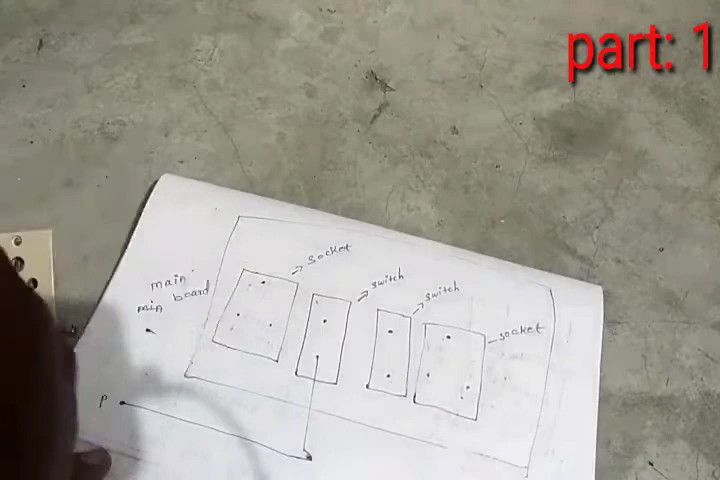 part: 1
socket
switch
switch
socket
main
main board
P